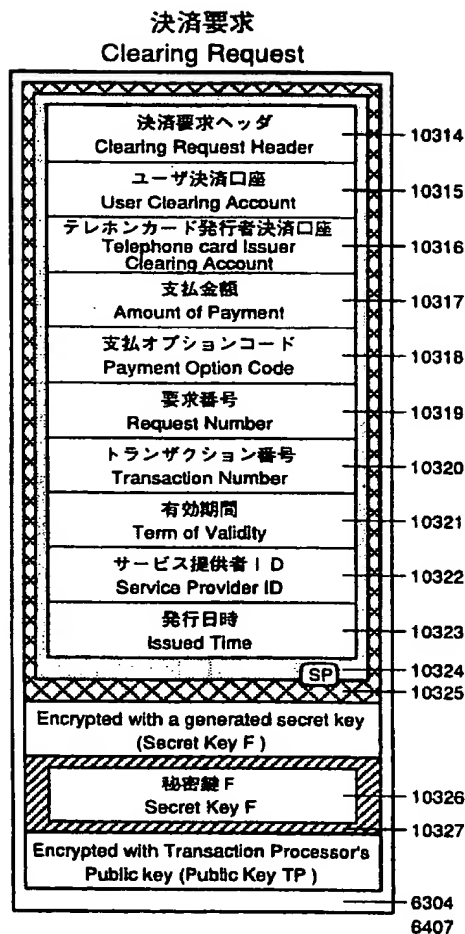 決済要求
Clearing Request
決済要求ヘッダ
Clearing Request Header
10314
ユーザ決済口座
User Clearing Account
10315
テレホンカード発行者決済口座
Telephone card Issuer
Clearing Account
10316
支払金額
Amount of Payment
10317
支払オプションコード
Payment Option Code
10318
要求番号
Request Number
10319
トランザクション番号
Transaction Number
10320
有効期間
Term of Validity
10321
サービス提供者ID
Service Provider ID
10322
発行日時
Issued Time
10323
SP
10324
10325
Encrypted with a generated secret key
(Secret Key F )
秘密鍵F
Secret Key F
10326
10327
Encrypted with Transaction Processor's
Public key (Public Key TP )
6304
6407